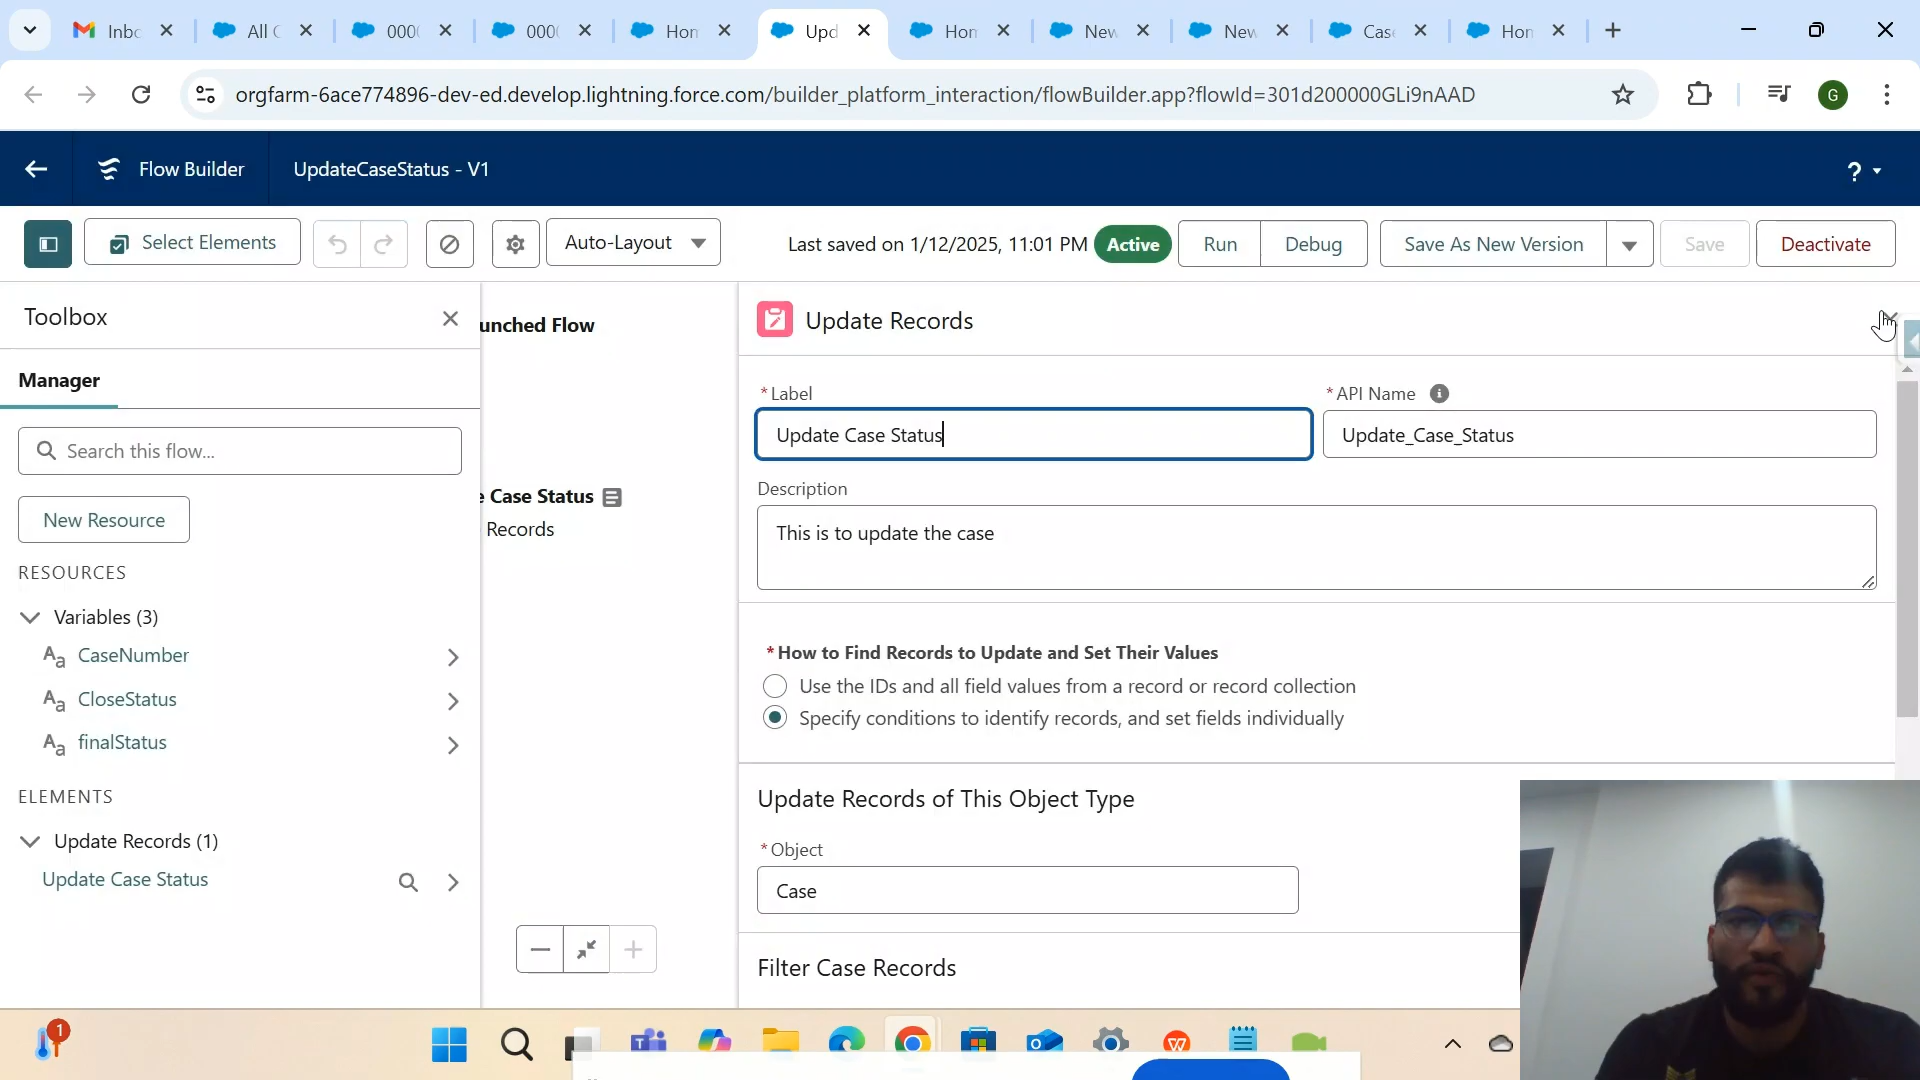 Inbc
All C
000
000
Hon
Upd
Hon
New
New
Cas
Hon
orgfarm-6ace774896-dev-ed.develop.lightning.force.com/builder_platform_interaction/flowBuilder.app?flowId=301d200000GLi9nAAD
G
Flow Builder
UpdateCaseStatus - V1
?
Select Elements
Auto-Layout
Last saved on 1/12/2025, 11:01 PM
Active
Run
Debug
Save As New Version
Save
Deactivate
Toolbox
Manager
Search this flow...
New Resource
RESOURCES
Variables (3)
CaseNumber
CloseStatus
finalStatus
ELEMENTS
Update Records (1)
Update Case Status
unched Flow
Case Status
Records
Update Records
* Label
Update Case Status
* API Name
Update_Case_Status
Description
This is to update the case
* How to Find Records to Update and Set Their Values
Use the IDs and all field values from a record or record collection
Specify conditions to identify records, and set fields individually
Update Records of This Object Type
* Object
Case
Filter Case Records
1